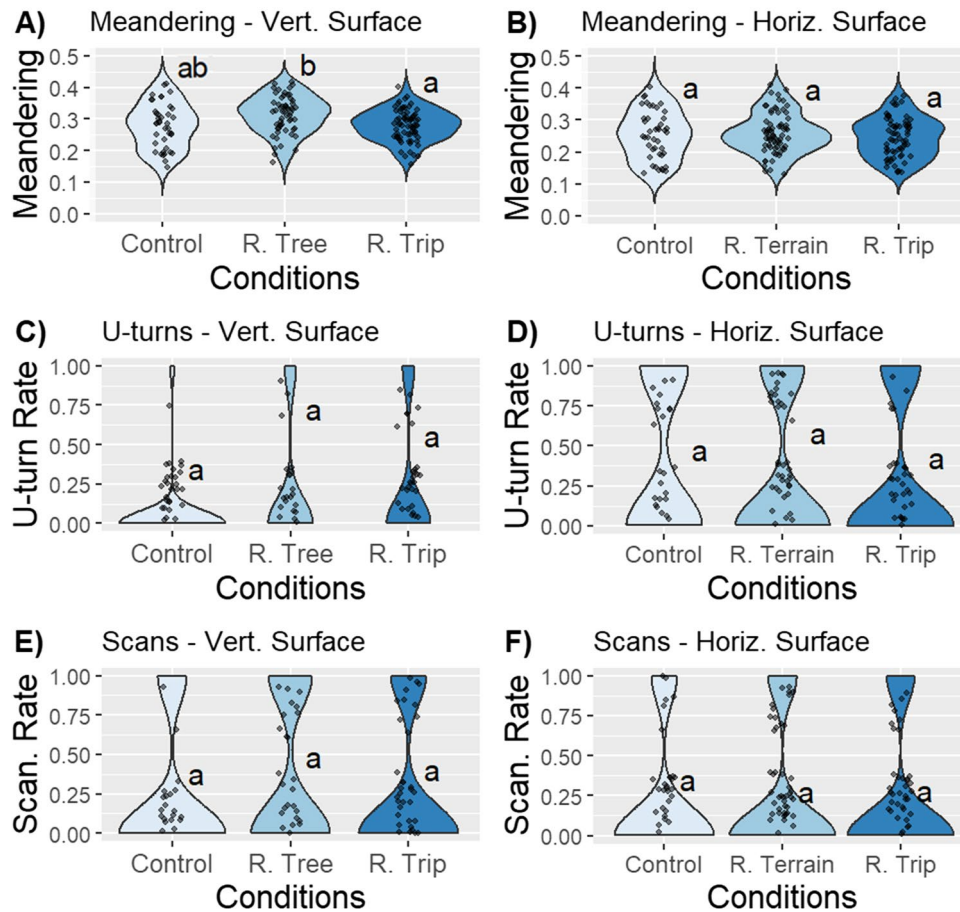 A) Meandering - Vert. Surface
Meandering
0.5
0.4
0.3
0.2
0.1
0.0
ab
b
a
Control R. Tree R. Trip
Conditions
B) Meandering - Horiz. Surface
Meandering
0.5
0.4
0.3
0.2
0.1
0.0
a
a
a
Control R. Terrain R. Trip
Conditions
C) U-turns - Vert. Surface
U-turn Rate
1.00
0.75
0.50
0.25
0.00
a
a
a
Control R. Tree R. Trip
Conditions
D) U-turns - Horiz. Surface
U-turn Rate
1.00
0.75
0.50
0.25
0.00
a
a
a
Control R. Terrain R. Trip
Conditions
E) Scans - Vert. Surface
Scan. Rate
1.00
0.75
0.50
0.25
0.00
a
a
a
Control R. Tree R. Trip
Conditions
F) Scans - Horiz. Surface
Scan. Rate
1.00
0.75
0.50
0.25
0.00
a
a
a
Control R. Terrain R. Trip
Conditions